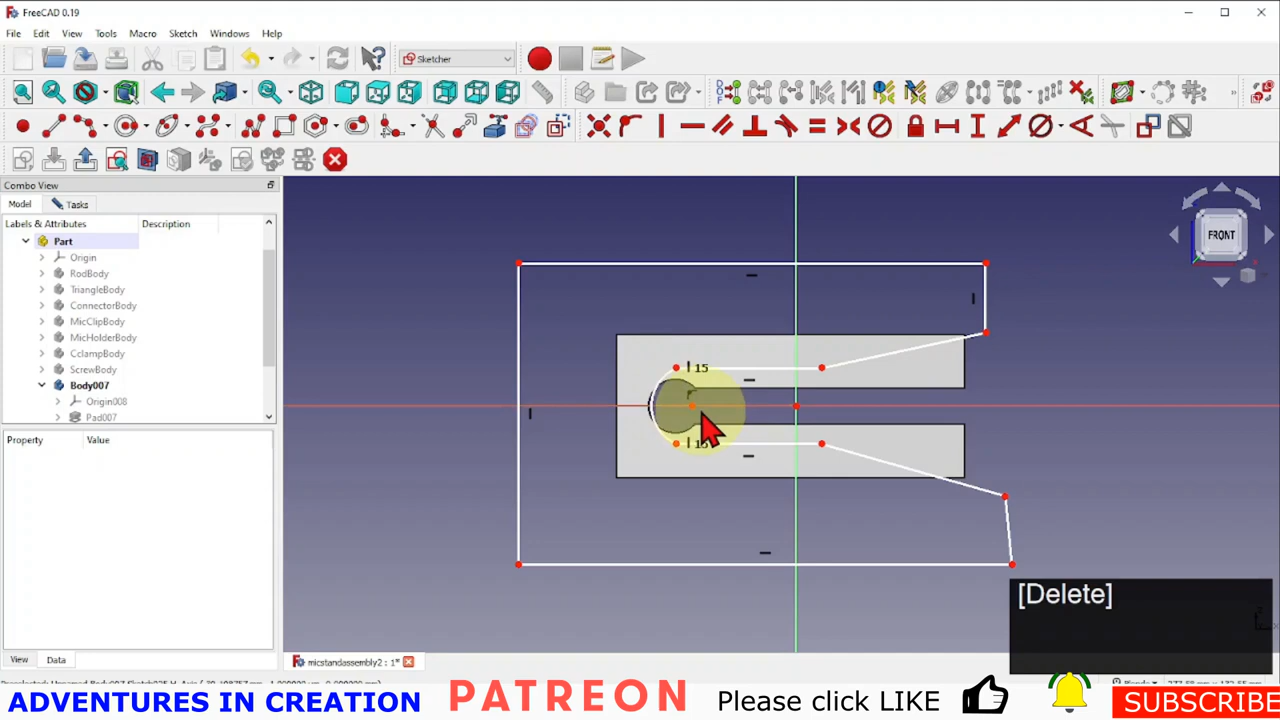 FreeCAD 0.19
File Edit View Tools Macro Sketch Windows Help
Sketcher
Combo View
Model Tasks
Labels & Attributes Description
Part
Origin
RodBody
TriangleBody
ConnectorBody
MicClipBody
MicHolderBody
CclampBody
ScrewBody
Body007
Origin008
Pad007
Property Value
FRONT
15
15
[Delete]
View Data
micstandassembly2 : 1*
ADVENTURES IN CREATION PATREON Please click LIKE SUBSCRIBE